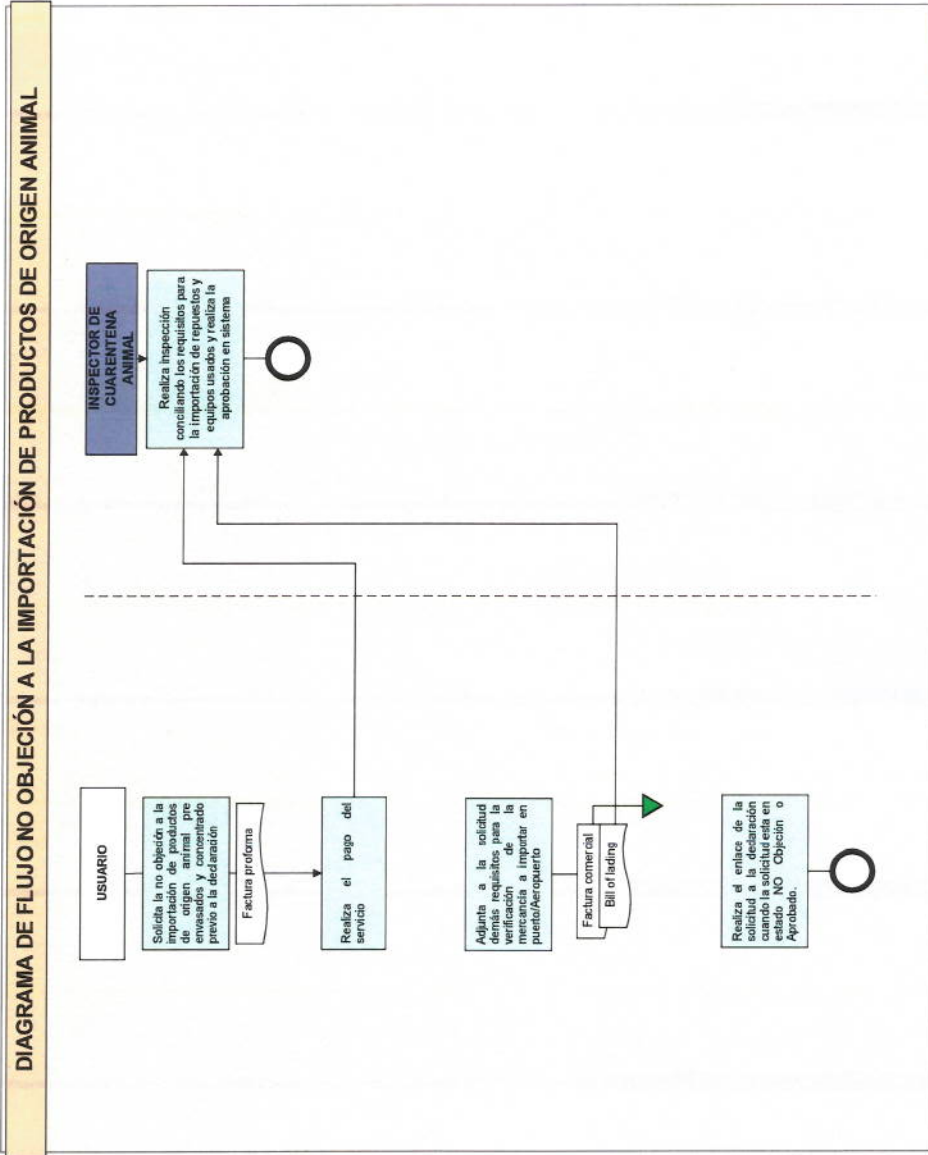 DIAGRAMA DE FLUJO NO OBJECIÓN A LA IMPORTACIÓN DE PRODUCTOS DE ORIGEN ANIMAL
USUARIO
Solicita la no objeción a la
importación de productos
de origen animal pre
envasados y concentrado
previo a la declaración
Factura proforma
Realiza el pago del
servicio
Adjunta a la solicitud
demás requisitos para la
verificación de la
mercancia a importar en
puerto/Aeropuerto
Factura comercial
Bill of lading
Realiza el enlace de la
solicitud a la declaración
cuando la solicitud esta en
estado NO Objeción o
Aprobado.
INSPECTOR DE
CUARENTENA
ANIMAL
Realiza inspección
conciliando los requisitos para
la importación de repuestos y
equipos usados y realiza la
aprobación en sistema